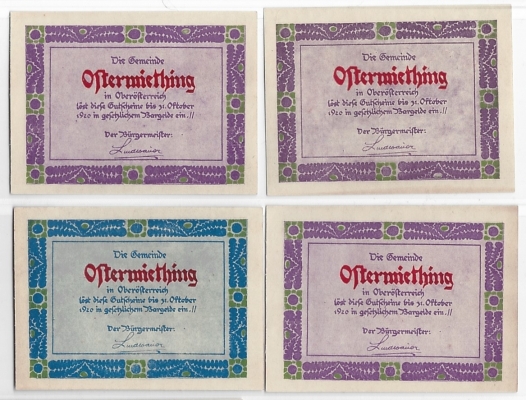 Die Gemeinde
Ostermiething
in Oberösterreich
löst diese Gutscheine bis 31. Oktober
1920 in gesetzlichem Bargelde ein.!!
Der Bürgermeister:
Die Gemeinde
Ostermiething
in Oberösterreich
löst diese Gutscheine bis 31. Oktober
1920 in gesetzlichem Bargelde ein.!!
Der Bürgermeister:
Die Gemeinde
Ostermiething
in Oberösterreich
löst diese Gutscheine bis 31. Oktober
1920 in gesetzlichem Bargelde ein.!!
Der Bürgermeister:
Die Gemeinde
Ostermiething
in Oberösterreich
löst diese Gutscheine bis 31. Oktober
1920 in gesetzlichem Bargelde ein.!!
Der Bürgermeister: